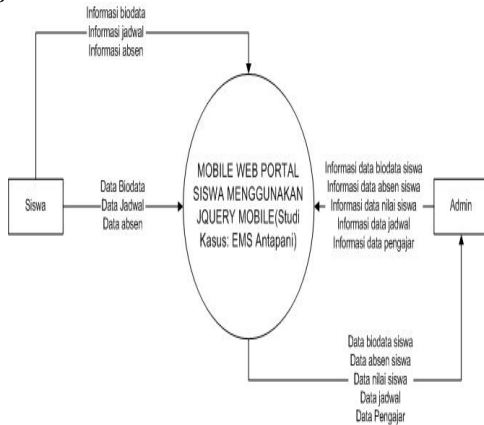 Informasi biodata
Informasi jadwal
Informasi absen
MOBILE WEB PORTAL
SISWA MENGGUNAKAN
JQUERY MOBILE(Studi
Kasus: EMS Antapani)
Siswa
Data Biodata
Data Jadwal
Data absen
Informasi data biodata siswa
Informasi data absen siswa
Informasi data nilai siswa
Informasi data jadwal
Informasi data pengajar
Admin
Data biodata siswa
Data absen siswa
Data nilai siswa
Data jadwal
Data Pengajar